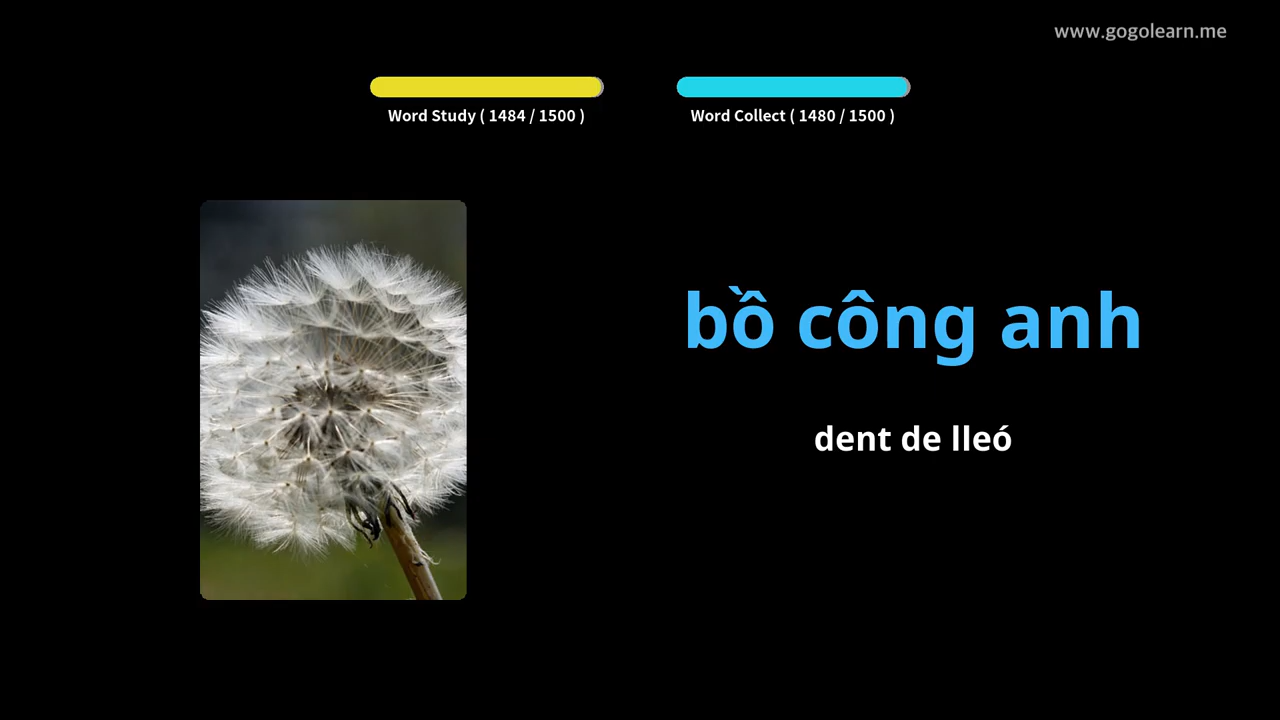 www.gogolearn.me
Word Study ( 1484 / 1500 )
Word Collect ( 1480 / 1500 )
bồ công anh
dent de lleó